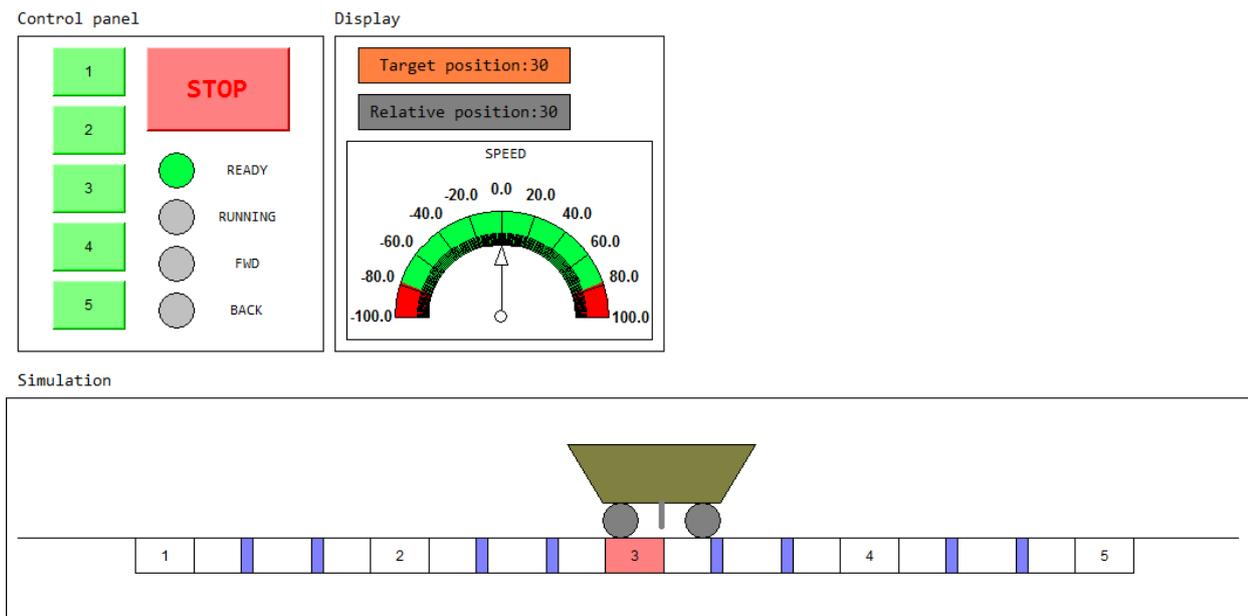 Control panel
Display
1
2
3
4
5
STOP
READY
RUNNING
FWD
BACK
Target position:30
Relative position:30
SPEED
-100.0
-80.0
-60.0
-40.0
-20.0
0.0
20.0
40.0
60.0
80.0
100.0
Simulation
1
2
3
4
5